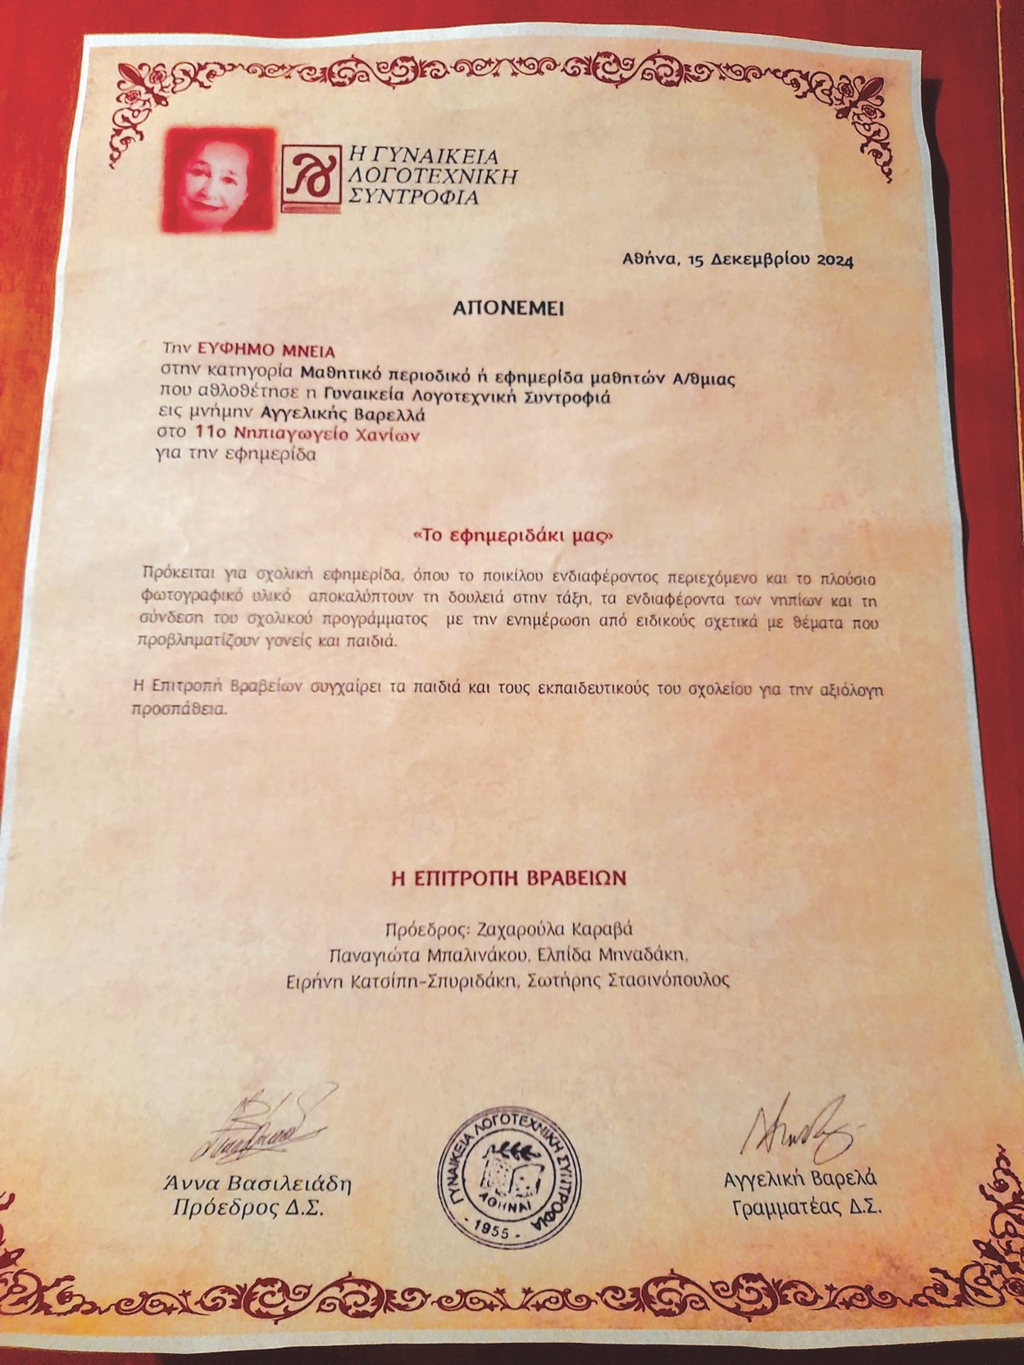 Η ΓΥΝΑΙΚΕΙΑ
ΛΟΓΟΤΕΧΝΙΚΗ
ΣΥΝΤΡΟΦΙΑ
Αθήνα, 15 Δεκεμβρίου 2024
ΑΠΟΝΕΜΕΙ
Την ΕΥΦΗΜΟ ΜΝΕΙΑ
στην κατηγορία Μαθητικό περιοδικό ή εφημερίδα μαθητών Α/θμιας
που αθλοθέτησε η Γυναικεία Λογοτεχνική Συντροφιά
εις μνήμην Αγγελικής Βαρελλά
στο 11ο Νηπιαγωγείο Χανίων
για την εφημερίδα
«Το εφημεριδάκι μας»
Πρόκειται για σχολική εφημερίδα, όπου το ποικίλου ενδιαφέροντος περιεχόμενο και το πλούσιο
φωτογραφικό υλικό αποκαλύπτουν τη δουλειά στην τάξη, τα ενδιαφέροντα των νηπίων και τη
σύνδεση του σχολικού προγράμματος με την ενημέρωση από ειδικούς σχετικά με θέματα που
προβληματίζουν γονείς και παιδιά.
Η Επιτροπή Βραβείων συγχαίρει τα παιδιά και τους εκπαιδευτικούς του σχολείου για την αξιόλογη
προσπάθεια.
Η ΕΠΙΤΡΟΠΗ ΒΡΑΒΕΙΩΝ
Πρόεδρος: Ζαχαρούλα Καραβά
Παναγιώτα Μπαλινάκου, Ελπίδα Μηναδάκη,
Ειρήνη Κατσίπη-Σπυριδάκη, Σωτήρης Στασινόπουλος
ΓΥΝΑΙΚΕΙΑ ΛΟΓΟΤΕΧΝΙΚΗ ΣΥΝΤΡΟΦΙΑ
ΑΘΗΝΑΙ
- 1955 -
Άννα Βασιλειάδη
Πρόεδρος Δ.Σ.
Αγγελική Βαρελά
Γραμματέας Δ.Σ.